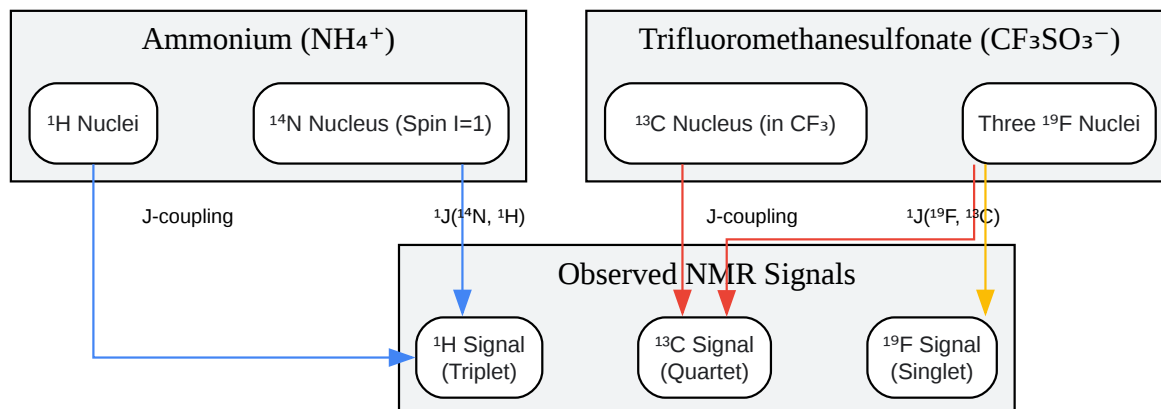 Ammonium (NH₄⁺)
Trifluoromethanesulfonate (CF₃SO₃⁻)
¹H Nuclei
¹⁴N Nucleus (Spin I=1)
¹³C Nucleus (in CF₃)
Three ¹⁹F Nuclei
J-coupling
¹J(¹⁴N, ¹H)
J-coupling
¹J(¹⁹F, ¹³C)
Observed NMR Signals
¹H Signal
(Triplet)
¹³C Signal
(Quartet)
¹⁹F Signal
(Singlet)